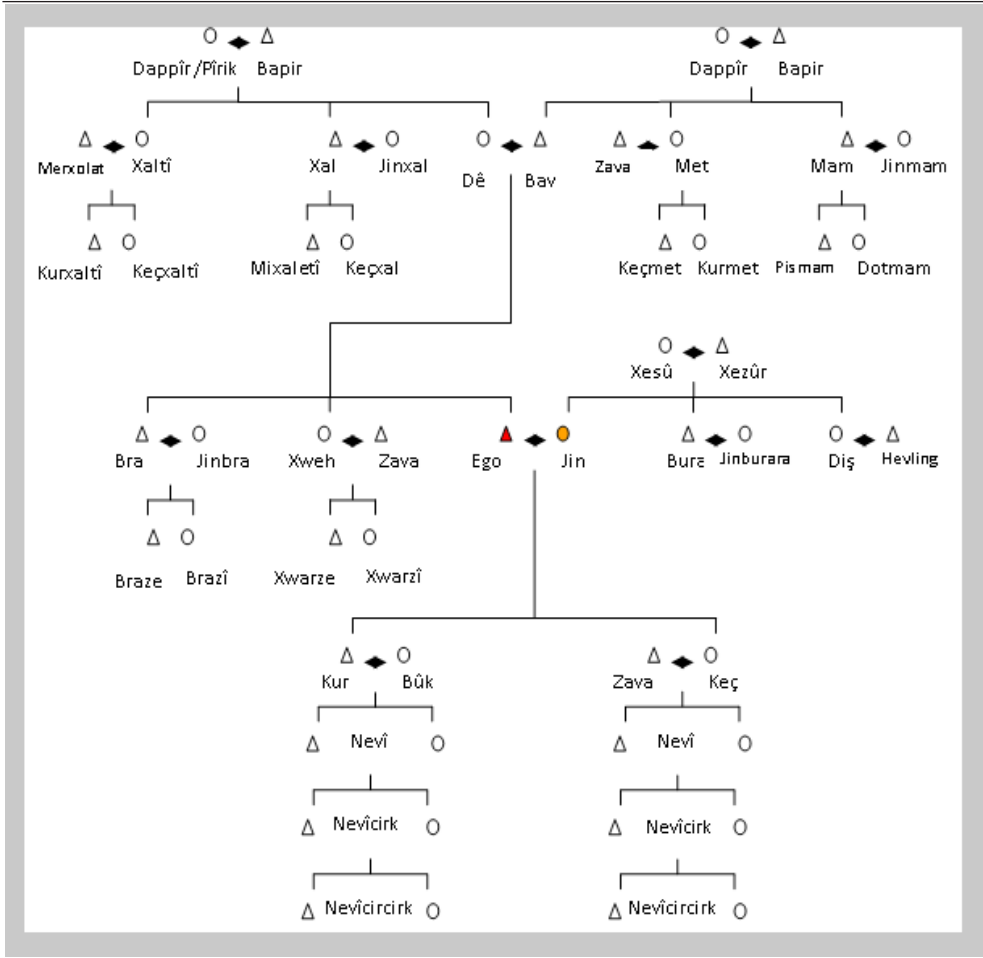 Dappîr/Pîrik Bapir Dappîr Bapir
Merxolat Xaltî Xal Jinxal Dê Bav Zava Met Mam Jinmam
Kurxaltî Keçxaltî Mixaletî Keçxal Keçmet Kurmet Pismam Dotmam
Xesû Xezûr
Bra Jinbra Xweh Zava Ego Jin Bura Jinburara Diş Hevling
Braze Brazî Xwarze Xwarzî
Kur Bûk Zava Keç
Nevî Nevî
Nevîcirk Nevîcirk
Nevîcircirk Nevîcircirk